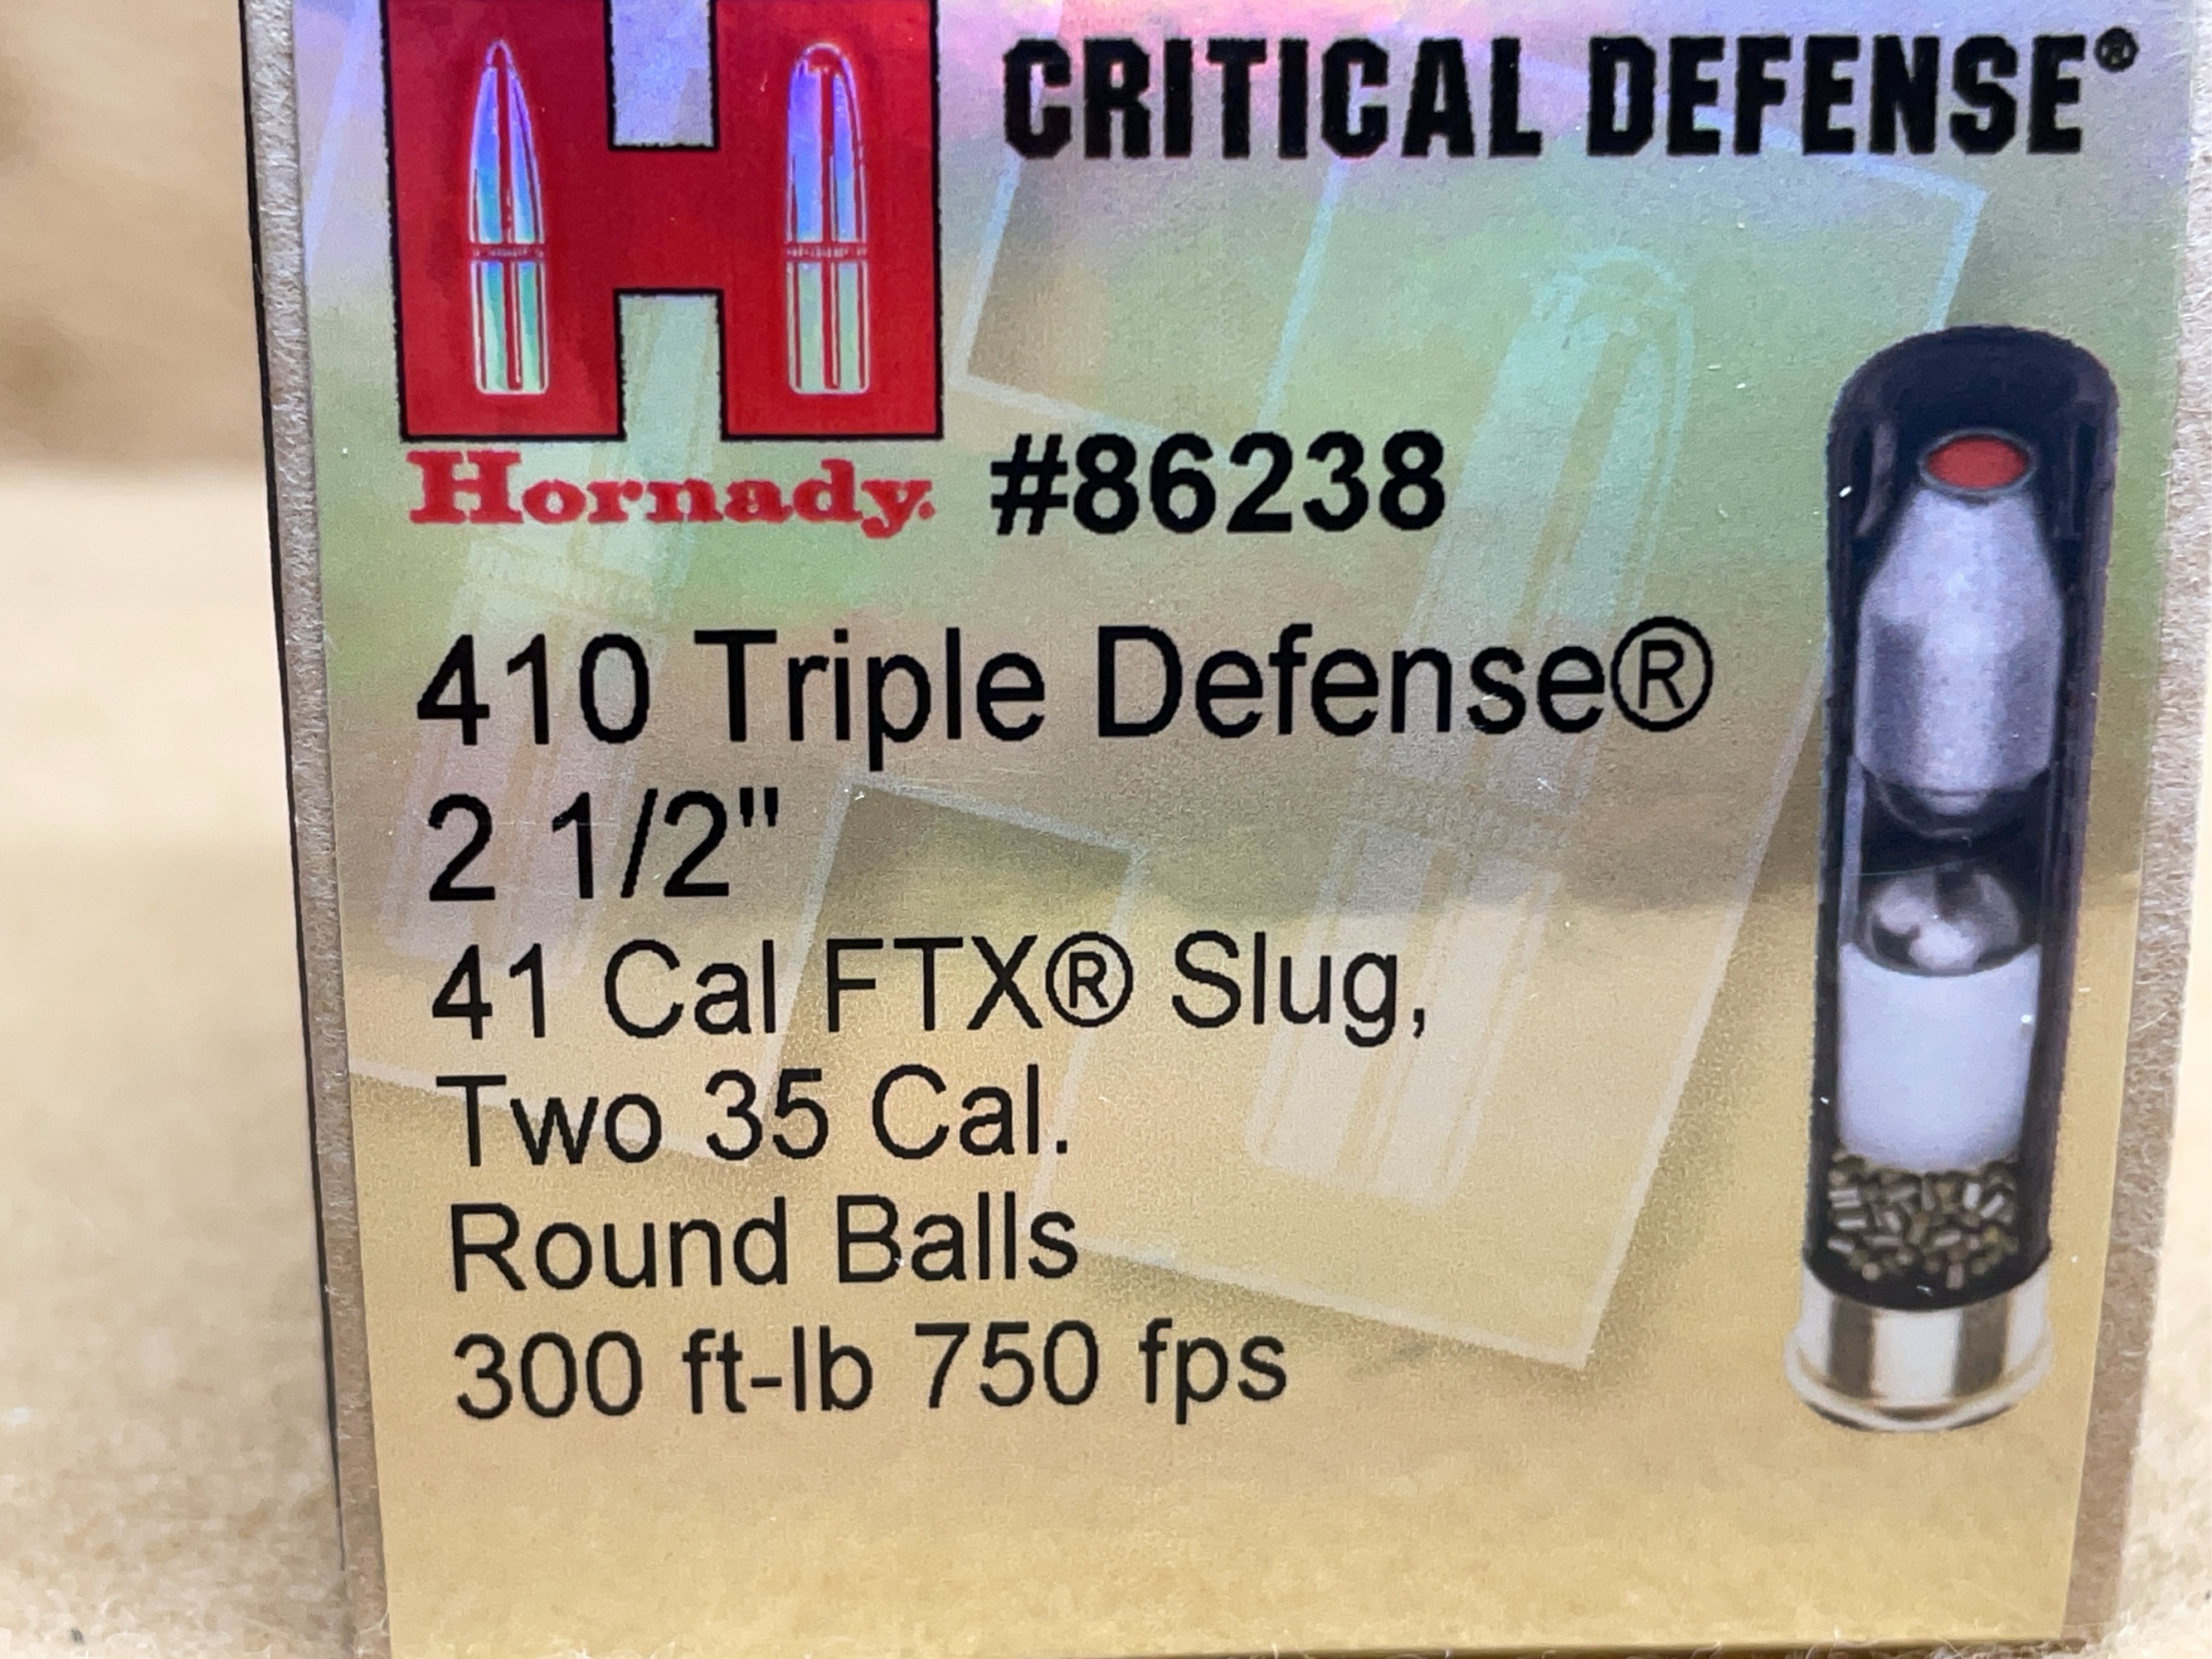 CRITICAL DEFENSE®
Hornady.
#86238
410 Triple Defense®
2 1/2"
41 Cal FTX® Slug,
Two 35 Cal.
Round Balls
300 ft-lb 750 fps